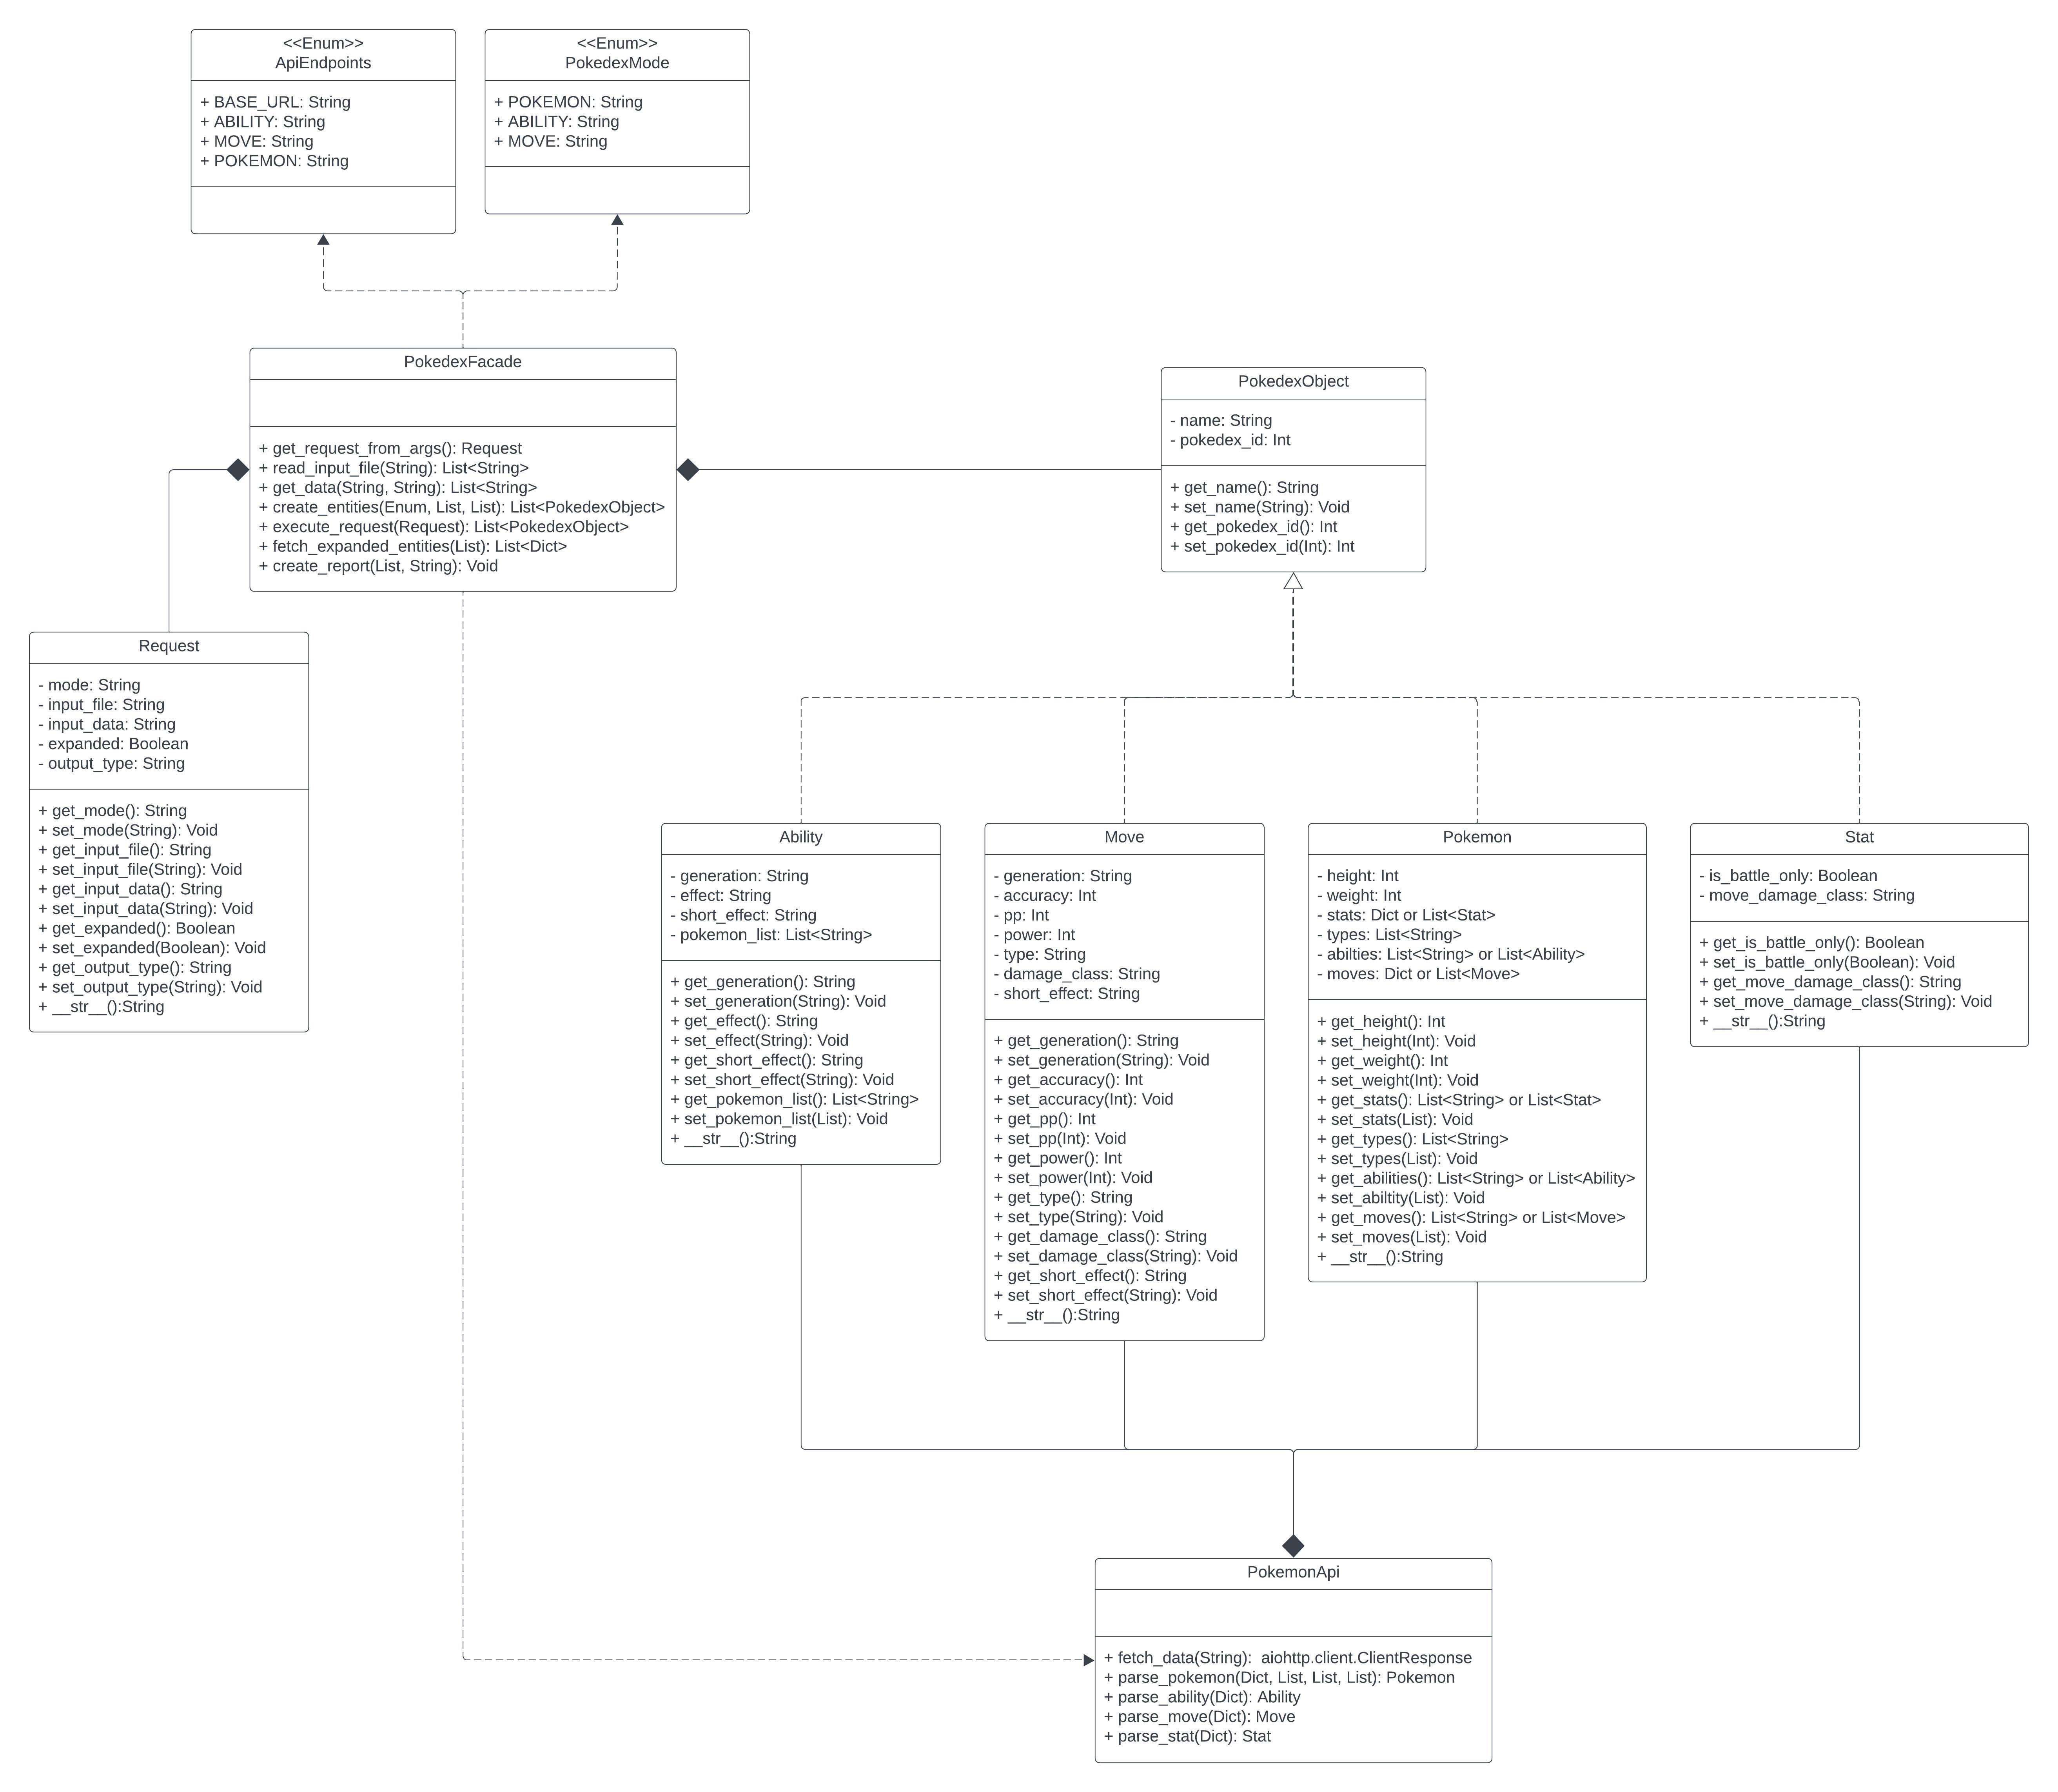 <<Enum>>
ApiEndpoints
+ BASE_URL: String
+ ABILITY: String
+ MOVE: String
+ POKEMON: String
<<Enum>>
PokedexMode
+ POKEMON: String
+ ABILITY: String
+ MOVE: String
PokedexFacade
+ get_request_from_args(): Request
+ read_input_file(String): List<String>
+ get_data(String, String): List<String>
+ create_entities(Enum, List, List): List<PokedexObject>
+ execute_request(Request): List<PokedexObject>
+ fetch_expanded_entities(List): List<Dict>
+ create_report(List, String): Void
PokedexObject
- name: String
- pokedex_id: Int
+ get_name(): String
+ set_name(String): Void
+ get_pokedex_id(): Int
+ set_pokedex_id(Int): Int
Request
- mode: String
- input_file: String
- input_data: String
- expanded: Boolean
- output_type: String
+ get_mode(): String
+ set_mode(String): Void
+ get_input_file(): String
+ set_input_file(String): Void
+ get_input_data(): String
+ set_input_data(String): Void
+ get_expanded(): Boolean
+ set_expanded(Boolean): Void
+ get_output_type(): String
+ set_output_type(String): Void
+ __str__():String
Ability
- generation: String
- effect: String
- short_effect: String
- pokemon_list: List<String>
+ get_generation(): String
+ set_generation(String): Void
+ get_effect(): String
+ set_effect(String): Void
+ get_short_effect(): String
+ set_short_effect(String): Void
+ get_pokemon_list(): List<String>
+ set_pokemon_list(List): Void
+ __str__():String
Move
- generation: String
- accuracy: Int
- pp: Int
- power: Int
- type: String
- damage_class: String
- short_effect: String
+ get_generation(): String
+ set_generation(String): Void
+ get_accuracy(): Int
+ set_accuracy(Int): Void
+ get_pp(): Int
+ set_pp(Int): Void
+ get_power(): Int
+ set_power(Int): Void
+ get_type(): String
+ set_type(String): Void
+ get_damage_class(): String
+ set_damage_class(String): Void
+ get_short_effect(): String
+ set_short_effect(String): Void
+ __str__():String
Pokemon
- height: Int
- weight: Int
- stats: Dict or List<Stat>
- types: List<String>
- abilties: List<String> or List<Ability>
- moves: Dict or List<Move>
+ get_height(): Int
+ set_height(Int): Void
+ get_weight(): Int
+ set_weight(Int): Void
+ get_stats(): List<String> or List<Stat>
+ set_stats(List): Void
+ get_types(): List<String>
+ set_types(List): Void
+ get_abilities(): List<String> or List<Ability>
+ set_abiltity(List): Void
+ get_moves(): List<String> or List<Move>
+ set_moves(List): Void
+ __str__():String
Stat
- is_battle_only: Boolean
- move_damage_class: String
+ get_is_battle_only(): Boolean
+ set_is_battle_only(Boolean): Void
+ get_move_damage_class(): String
+ set_move_damage_class(String): Void
+ __str__():String
PokemonApi
+ fetch_data(String):  aiohttp.client.ClientResponse
+ parse_pokemon(Dict, List, List, List): Pokemon
+ parse_ability(Dict): Ability
+ parse_move(Dict): Move
+ parse_stat(Dict): Stat